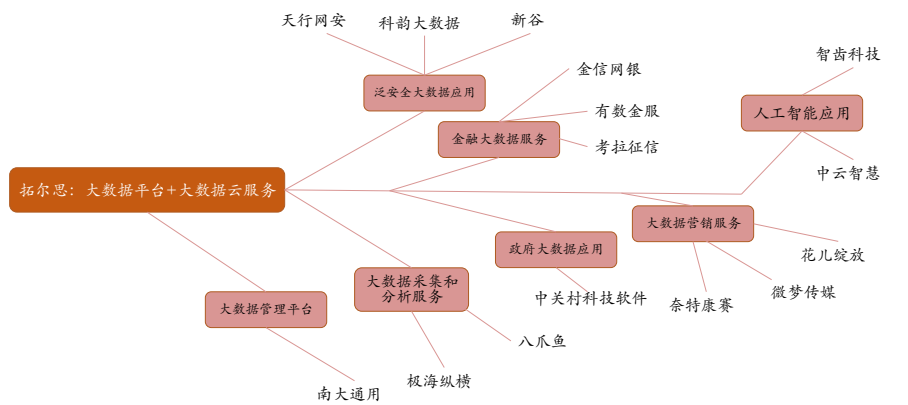 天行网安
科韵大数据
新谷
智齿科技
金信网银
泛安全大数据应用
有数金服
人工智能应用
金融大数据服务
考拉征信
中云智慧
拓尔思：大数据平台+大数据云服务
大数据营销服务
政府大数据应用
花儿绽放
大数据采集和
分析服务
中关村科技软件
奈特康赛
微梦传媒
大数据管理平台
八爪鱼
极海纵横
南大通用